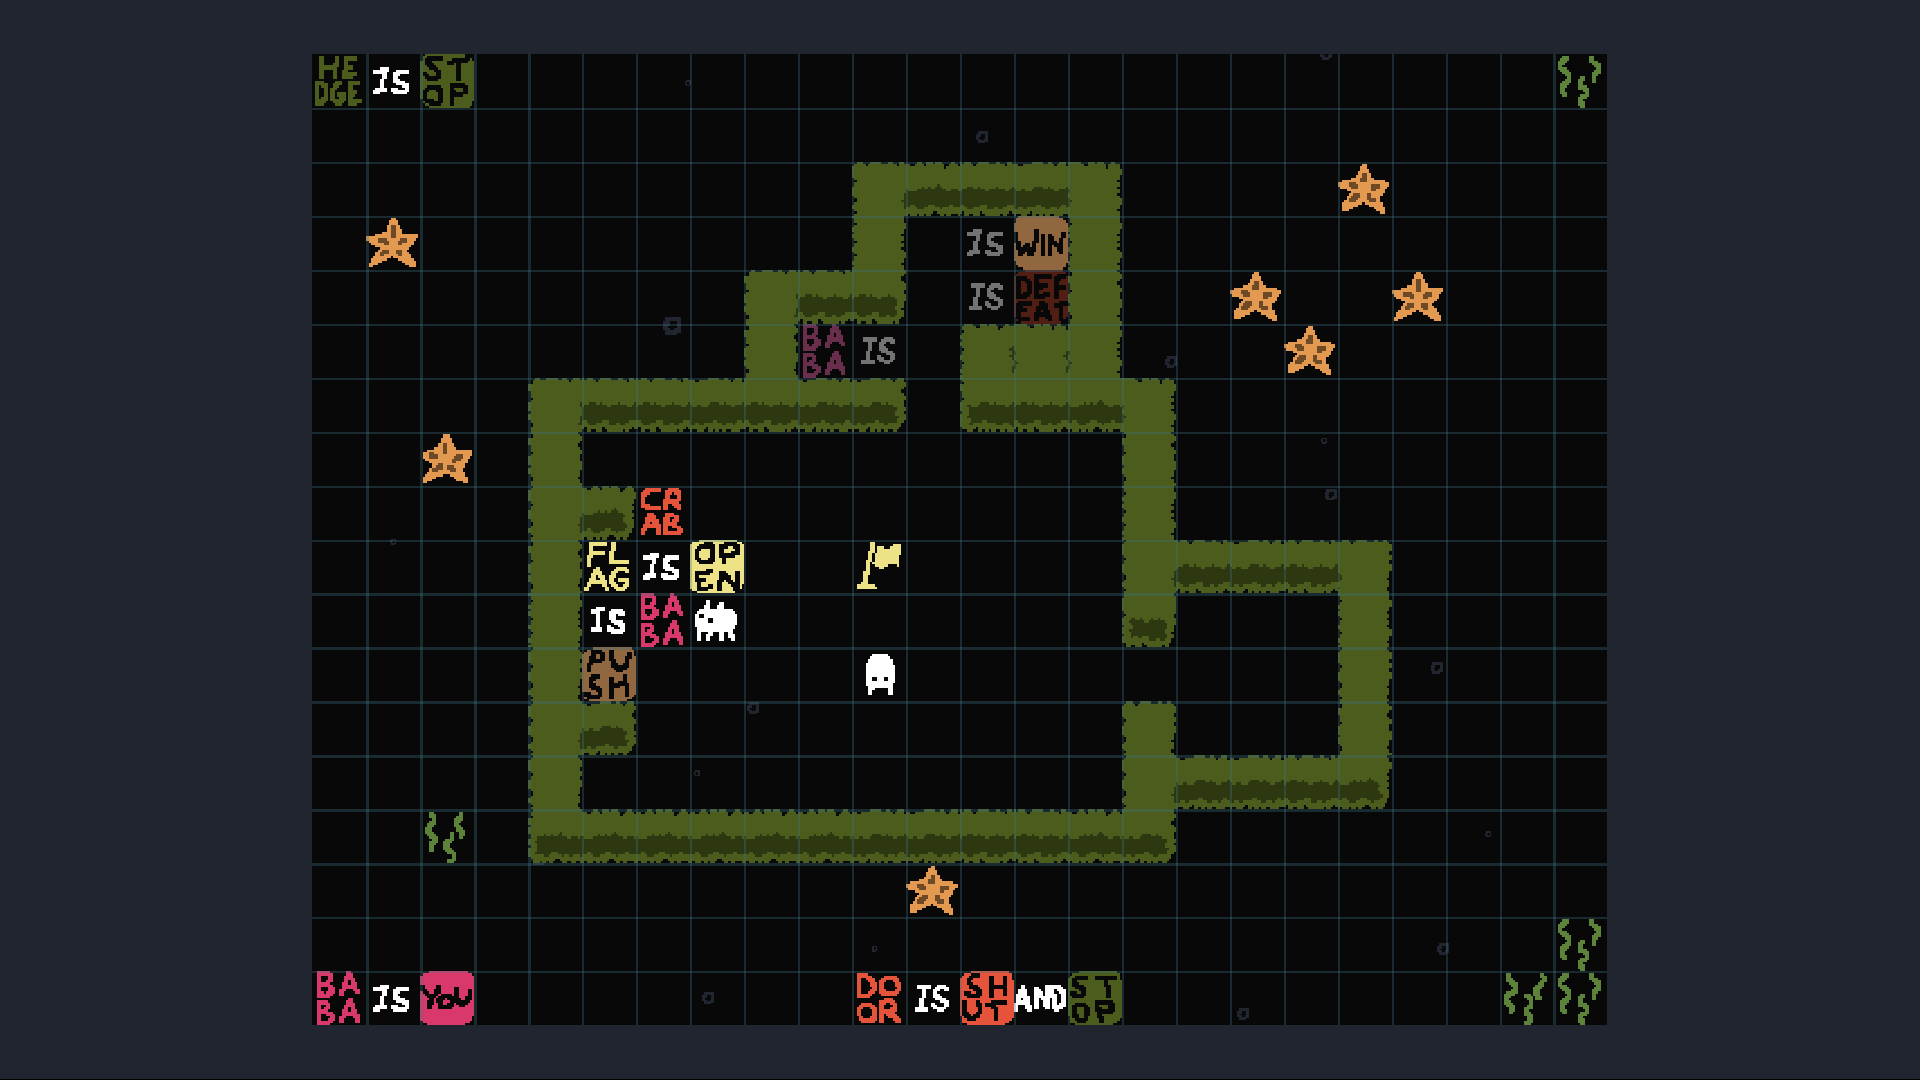 HEDGE IS STOP
IS WIN
IS DEFEAT
BABA IS
CRAB
FLAG IS OPEN
IS BABA
PUSH
BABA IS YOU
DOOR IS SHUT AND STOP